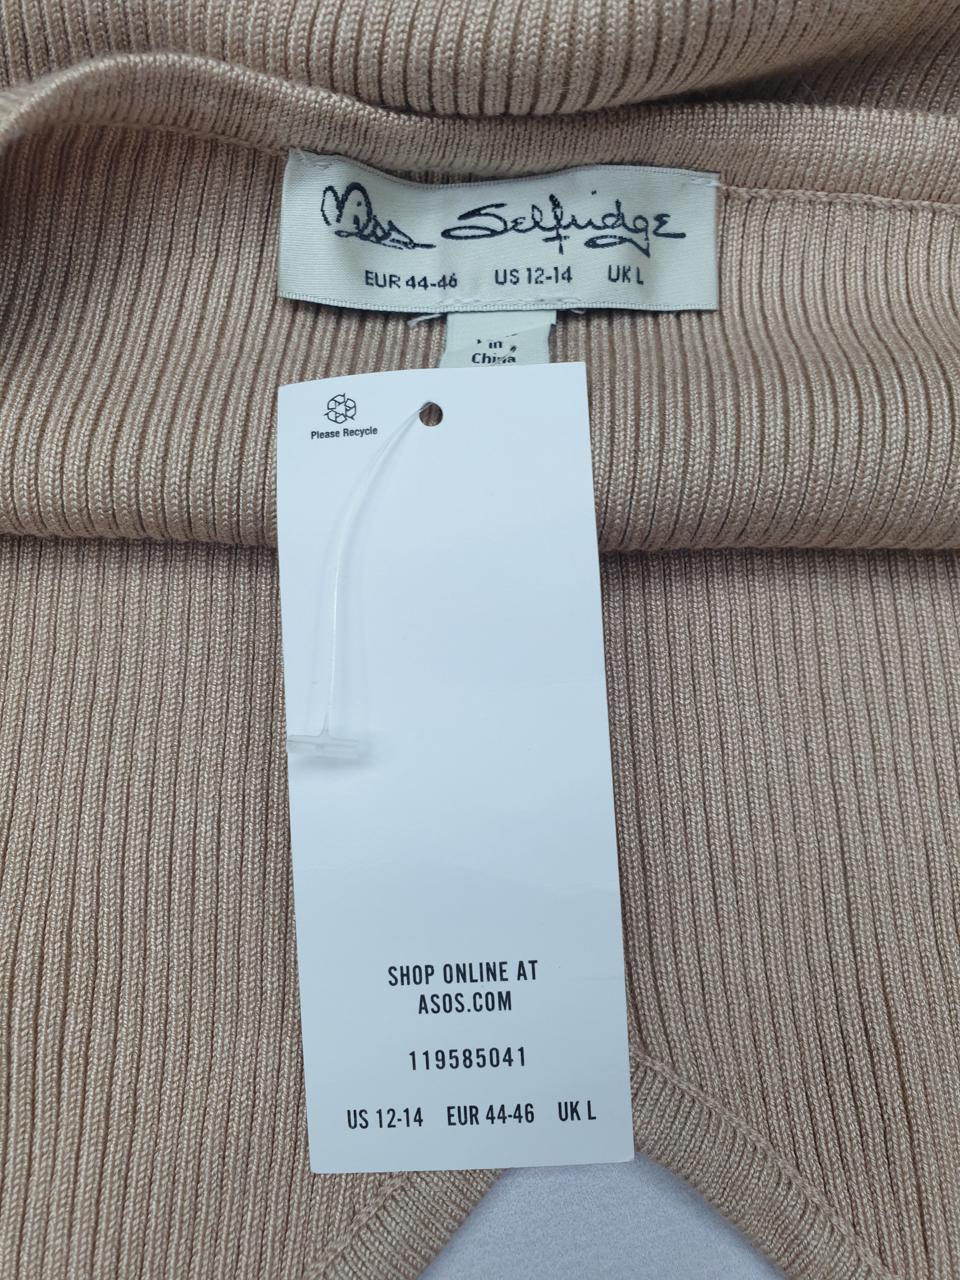 Miss Selfridge
EUR 44-46 US 12-14 UK L
in
China
Please Recycle
SHOP ONLINE AT
ASOS.COM
119585041
US 12-14 EUR 44-46 UK L